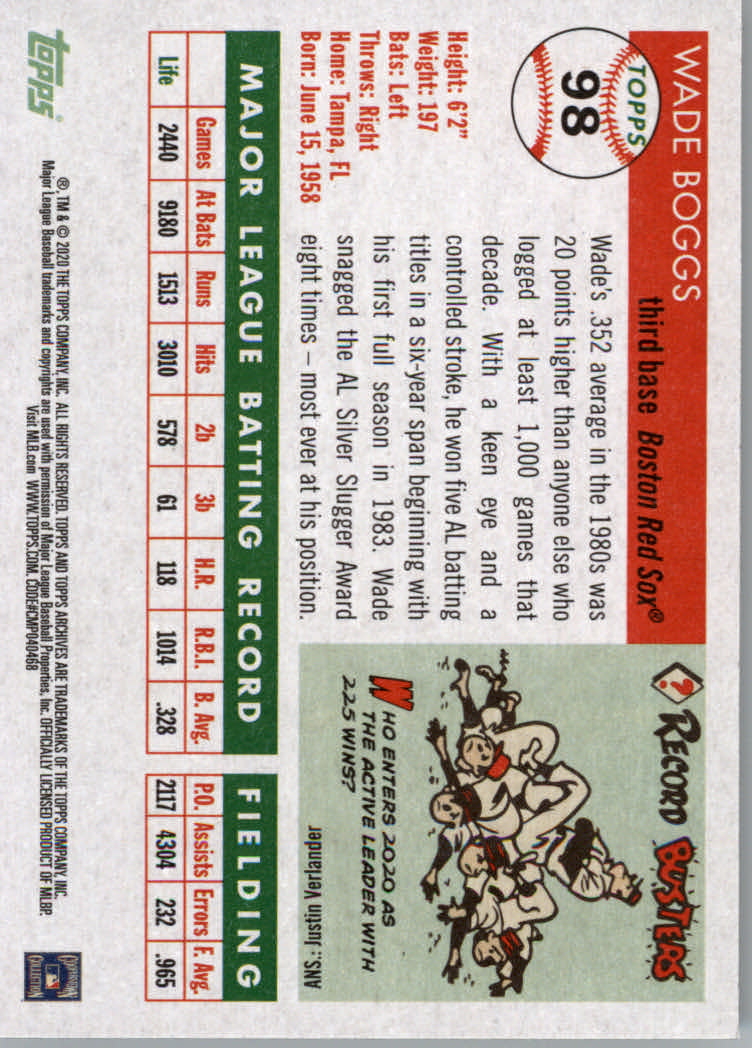 WADE BOGGS
third base Boston Red Sox®
TOPPS
98
Height: 6'2"
Weight: 197
Bats: Left
Throws: Right
Home: Tampa, FL
Born: June 15, 1958
Wade's .352 average in the 1980s was
20 points higher than anyone else who
logged at least 1,000 games that
decade. With a keen eye and a
controlled stroke, he won five AL batting
titles in a six-year span beginning with
his first full season in 1983. Wade
snagged the AL Silver Slugger Award
eight times – most ever at his position.
? RECORD BUSTERS
WHO ENTERS 2020 AS
THE ACTIVE LEADER WITH
225 WINS?
ANS.: Justin Verlander
MAJOR LEAGUE BATTING RECORD
Games At Bats Runs Hits 2b 3b H.R. R.B.I. B. Avg.
Life 2440 9180 1513 3010 578 61 118 1014 .328
FIELDING
P.O. Assists Errors F. Avg.
2117 4304 232 .965
topps
®, TM & © 2020 THE TOPPS COMPANY, INC. ALL RIGHTS RESERVED. TOPPS AND TOPPS ARCHIVES ARE TRADEMARKS OF THE TOPPS COMPANY, INC.
Major League Baseball trademarks and copyrights are used with permission of Major League Baseball Properties, Inc. OFFICIALLY LICENSED PRODUCT OF MLBP.
Visit MLB.com WWW.TOPPS.COM. CODE#CMP040468
COOPERSTOWN
COLLECTION